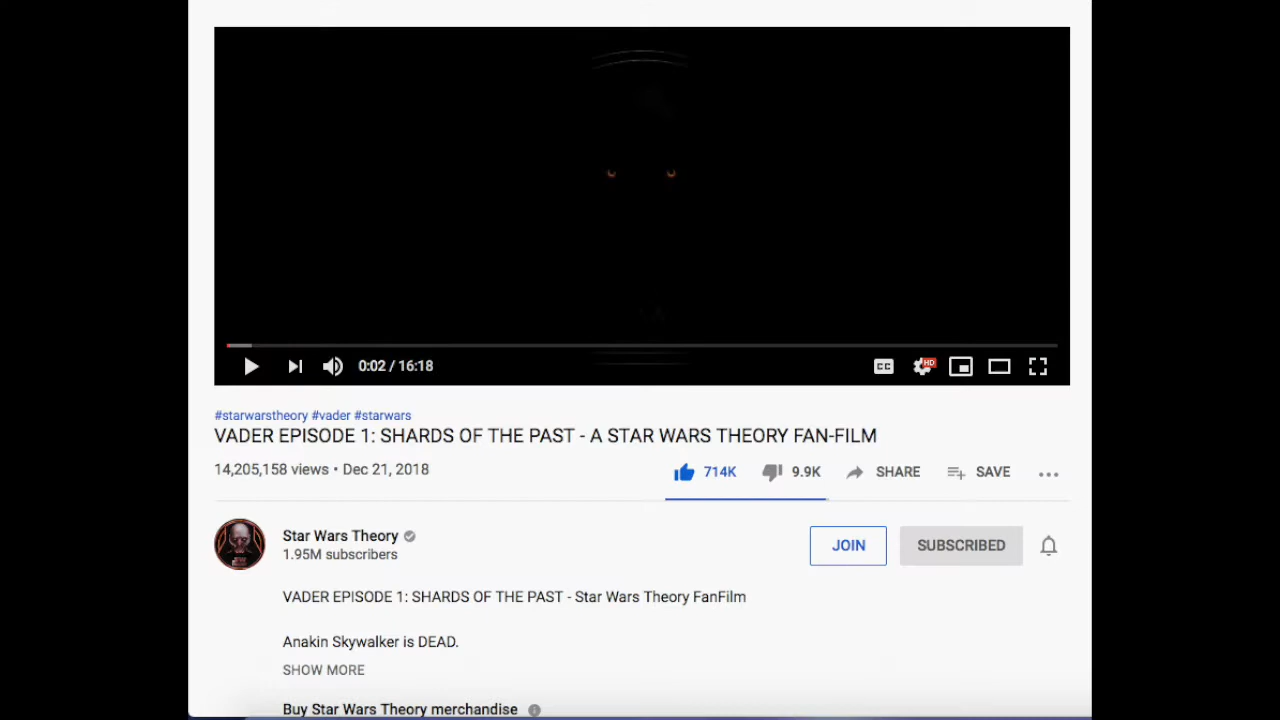 0:02 / 16:18
CC
HD
#starwarstheory #vader #starwars
VADER EPISODE 1: SHARDS OF THE PAST - A STAR WARS THEORY FAN-FILM
14,205,158 views • Dec 21, 2018
714K
9.9K
SHARE
SAVE
Star Wars Theory
1.95M subscribers
JOIN
SUBSCRIBED
VADER EPISODE 1: SHARDS OF THE PAST - Star Wars Theory FanFilm
Anakin Skywalker is DEAD.
SHOW MORE
Buy Star Wars Theory merchandise